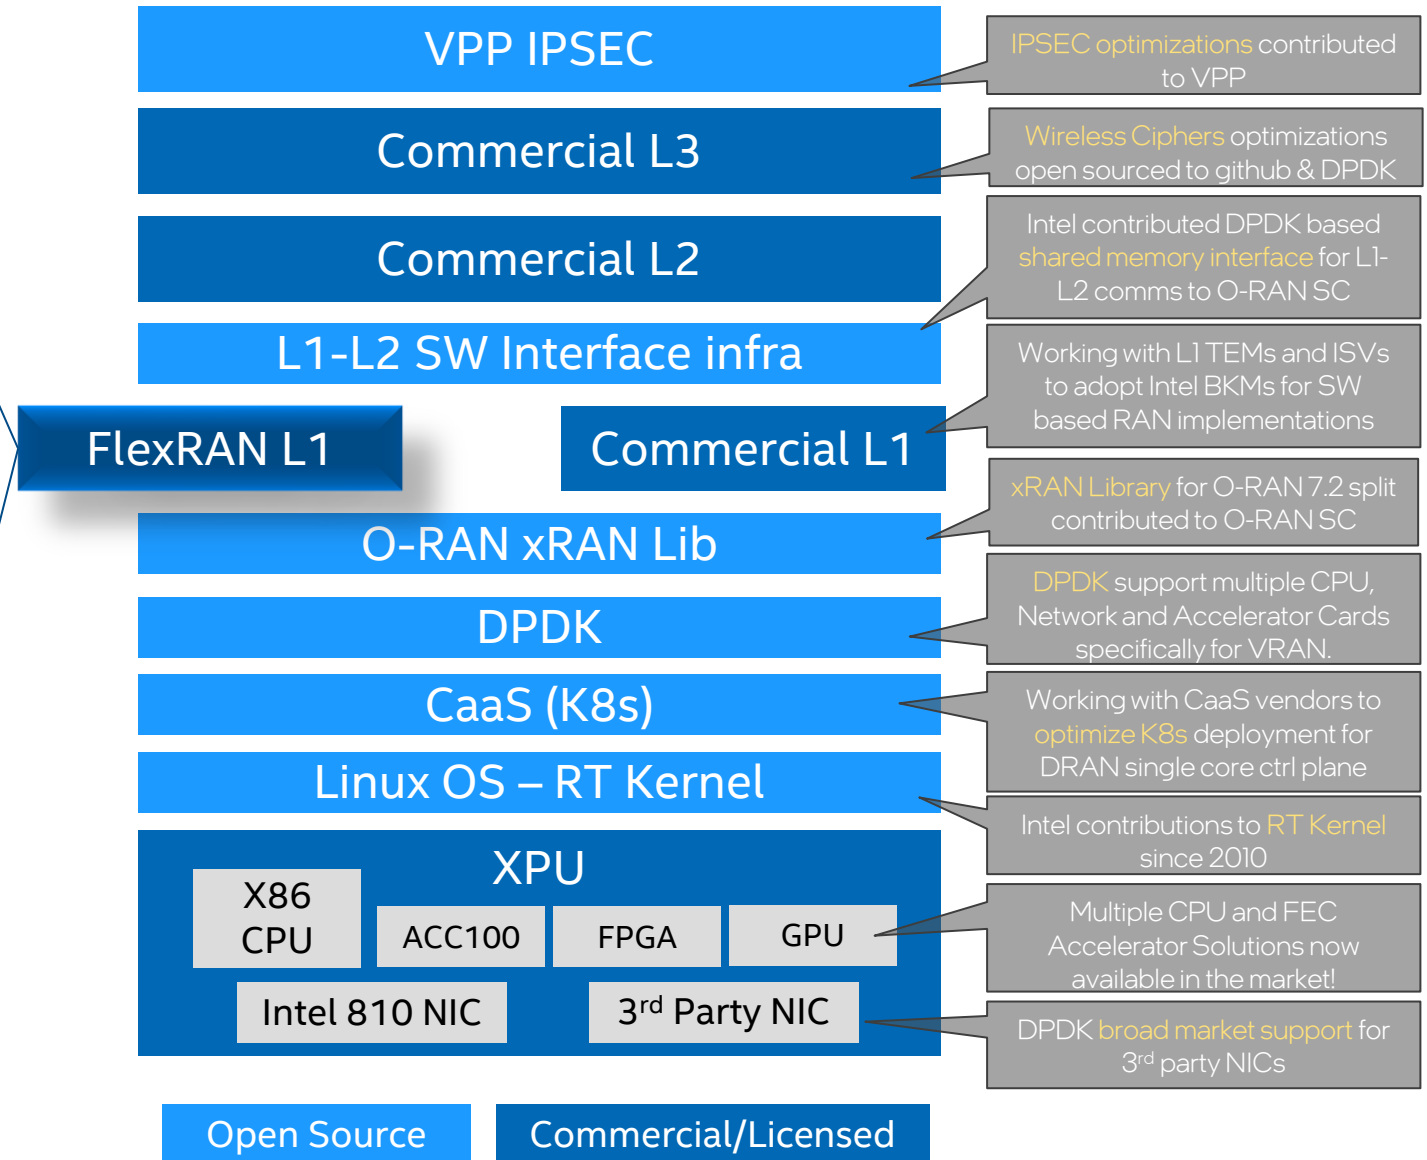 VPP IPSEC
IPSEC optimizations contributed
to VPP
Commercial L3
Wireless Ciphers optimizations
open sourced to github & DPDK
Commercial L2
Intel contributed DPDK based
shared memory interface for L1-
L2 comms to O-RAN SC
L1-L2 SW Interface infra
Working with L1 TEMs and ISVs
to adopt Intel BKMs for SW
based RAN implementations
FlexRAN L1
Commercial L1
xRAN Library for O-RAN 7.2 split
contributed to O-RAN SC
O-RAN xRAN Lib
DPDK support multiple CPU,
Network and Accelerator Cards
specifically for VRAN.
DPDK
Working with CaaS vendors to
optimize K8s deployment for
DRAN single core ctrl plane
CaaS (K8s)
Linux OS – RT Kernel
Intel contributions to RT Kernel
since 2010
XPU
X86
CPU
ACC100
FPGA
GPU
Multiple CPU and FEC
Accelerator Solutions now
available in the market!
Intel 810 NIC
3rd Party NIC
DPDK broad market support for
3rd party NICs
Open Source
Commercial/Licensed